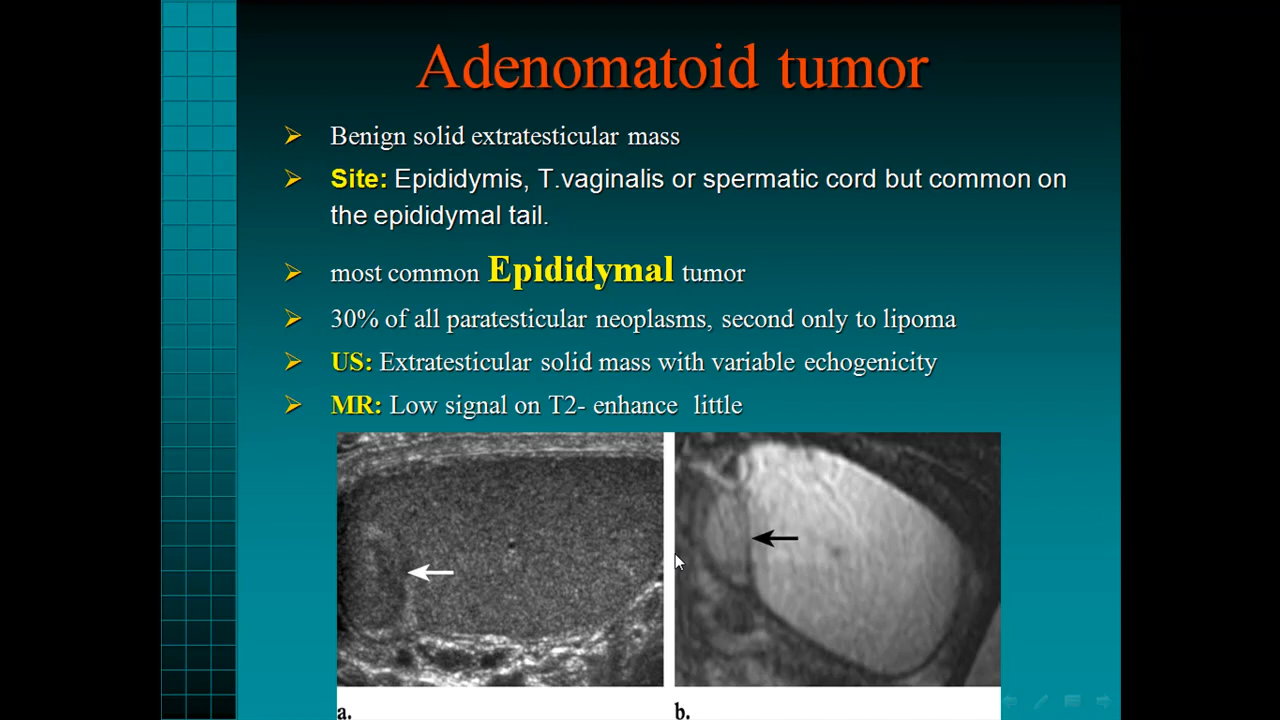 Adenomatoid tumor
Benign solid extratesticular mass
Site: Epididymis, T.vaginalis or spermatic cord but common on
the epididymal tail.
most common Epididymal tumor
30% of all paratesticular neoplasms, second only to lipoma
US: Extratesticular solid mass with variable echogenicity
MR: Low signal on T2- enhance little
a.
b.